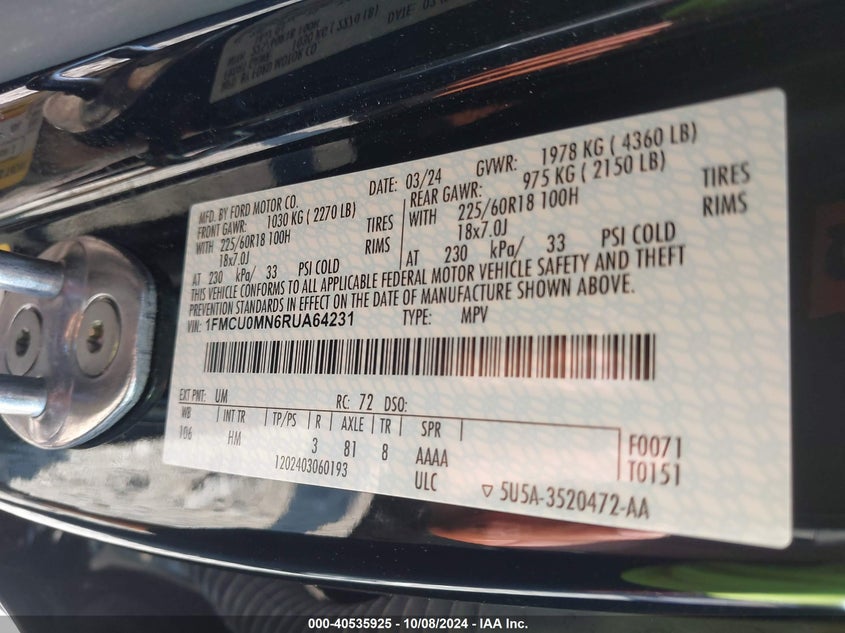 MFD. BY FORD MOTOR CO.
DATE: 03/24 GVWR: 1978 KG ( 4360 LB)
FRONT GAWR: 1030 KG ( 2270 LB)
REAR GAWR: 975 KG ( 2150 LB)
WITH 225/60R18 100H TIRES
WITH 225/60R18 100H TIRES
18x7.0J RIMS
18x7.0J RIMS
AT 230 kPa/ 33 PSI COLD
AT 230 kPa/ 33 PSI COLD
THIS VEHICLE CONFORMS TO ALL APPLICABLE FEDERAL MOTOR VEHICLE SAFETY AND THEFT
PREVENTION STANDARDS IN EFFECT ON THE DATE OF MANUFACTURE SHOWN ABOVE.
VIN: 1FMCU0MN6RUA64231 TYPE: MPV
EXT PNT: UM RC: 72 DSO:
WB INT TR TP/PS R AXLE TR SPR
106 HM 3 81 8 AAAA
F0071
1202403060193 ULC
T0151
▽ 5U5A-3520472-AA
000-40535925 - 10/08/2024 - IAA Inc.